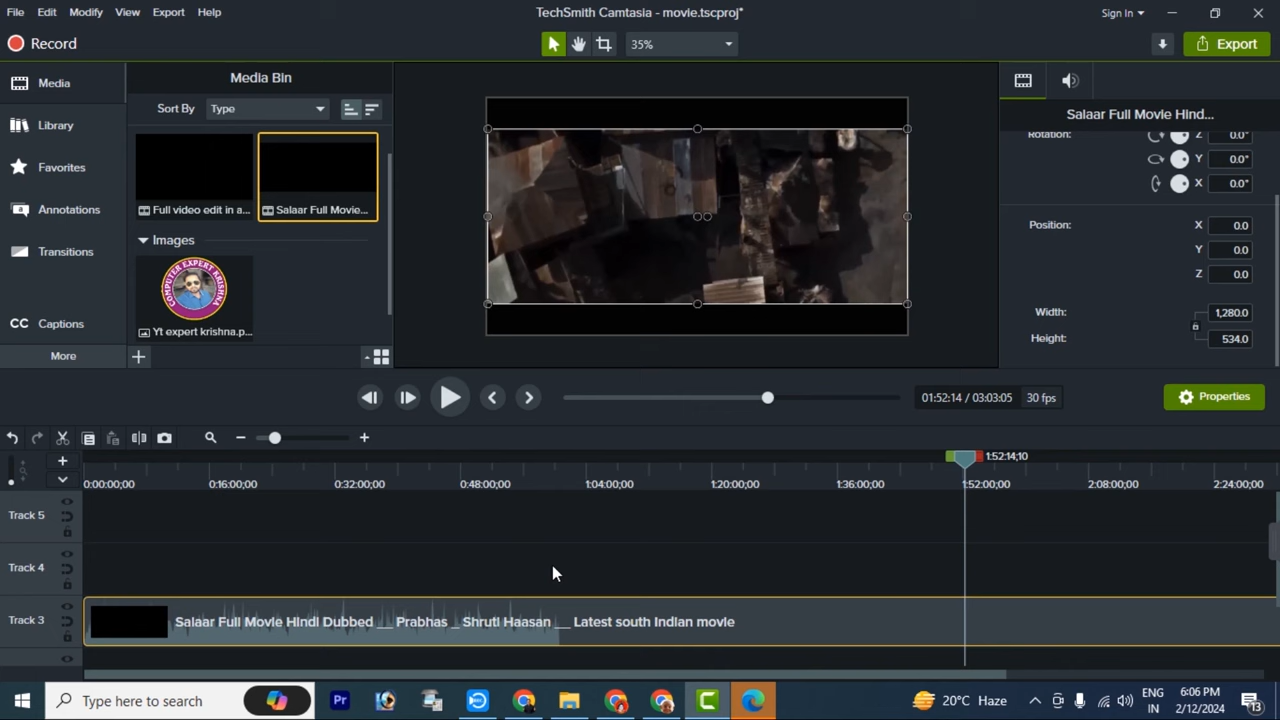 File Edit Modify View Export Help TechSmith Camtasia - movie.tscproj* Sign In
Record 35% Export
Media Media Bin
Salaar Full Movie Hind...
Sort By Type
Library
Favorites
Annotations
Transitions
CC Captions
More
Full video edit in a... Salaar Full Movie...
Images
COMPUTER EXPERT KRISHNA
Yt expert krishna.p...
Rotation: Z 0.0°
Y 0.0°
X 0.0°
Position: X 0.0
Y 0.0
Z 0.0
Width: 1,280.0
Height: 534.0
01:52:14 / 03:03:05 30 fps Properties
1:52:14;10
0:00:00;00 0:16:00;00 0:32:00;00 0:48:00;00 1:04:00;00 1:20:00;00 1:36:00;00 1:52:00;00 2:08:00;00 2:24:00;00
Track 5
Track 4
Track 3 Salaar Full Movie Hindi Dubbed __ Prabhas _ Shruti Haasan __ Latest south Indian movie
Type here to search Pr 20°C Haze ENG IN 6:06 PM 2/12/2024 13